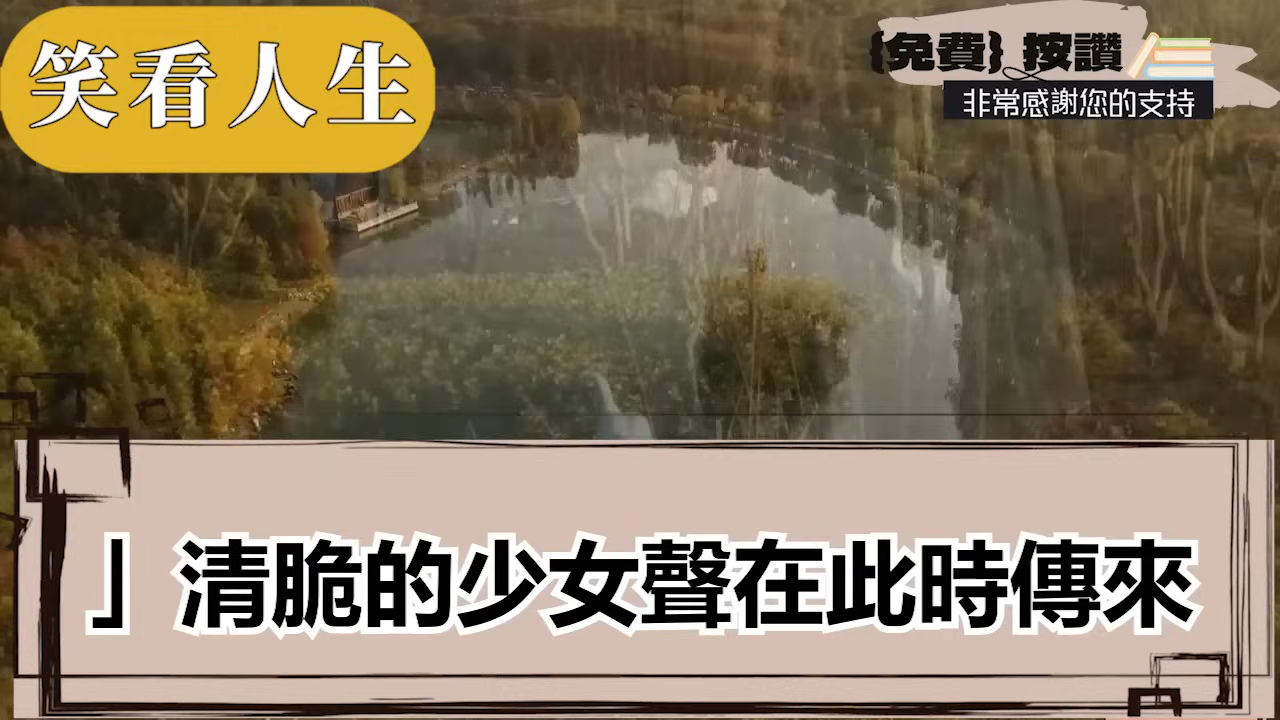 笑看人生
{免費} 按讚
非常感謝您的支持
」清脆的少女聲在此時傳來